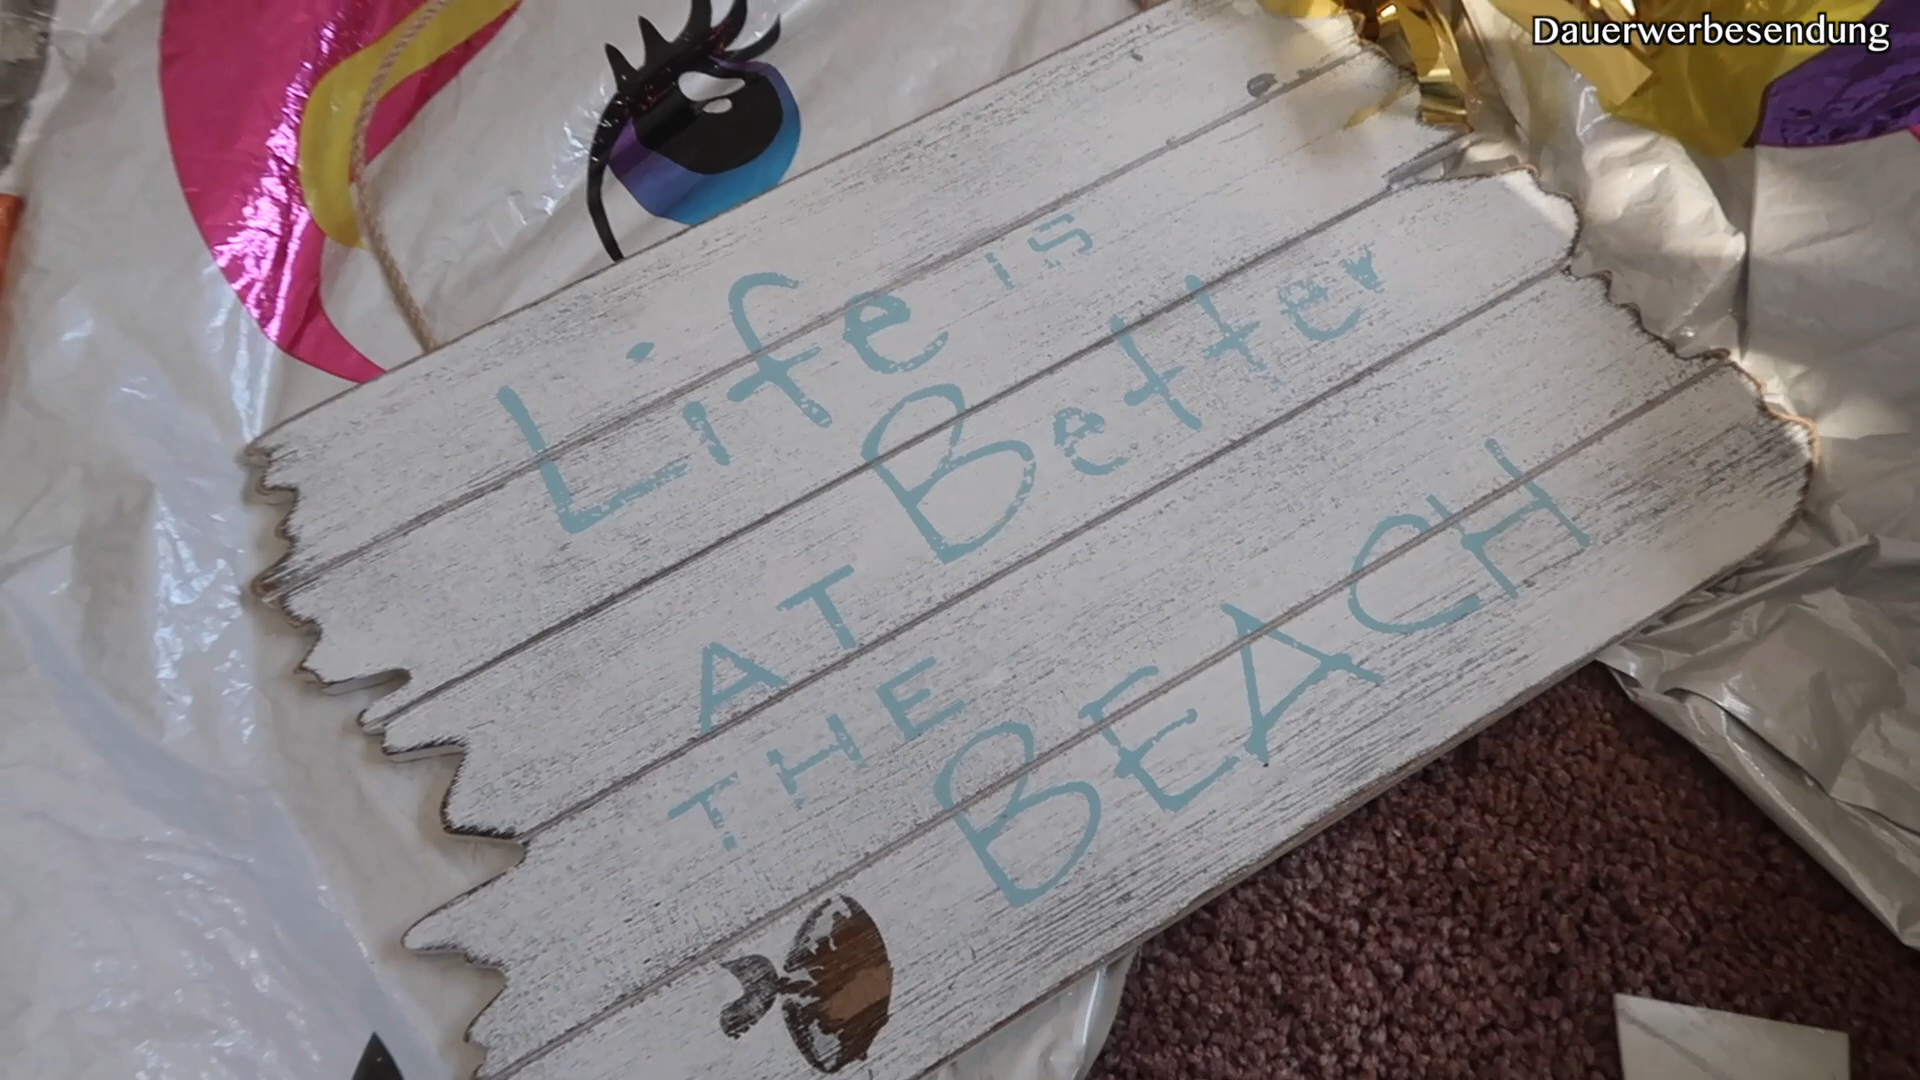 Dauerwerbesendung
Life is
Better
AT
THE
BEACH